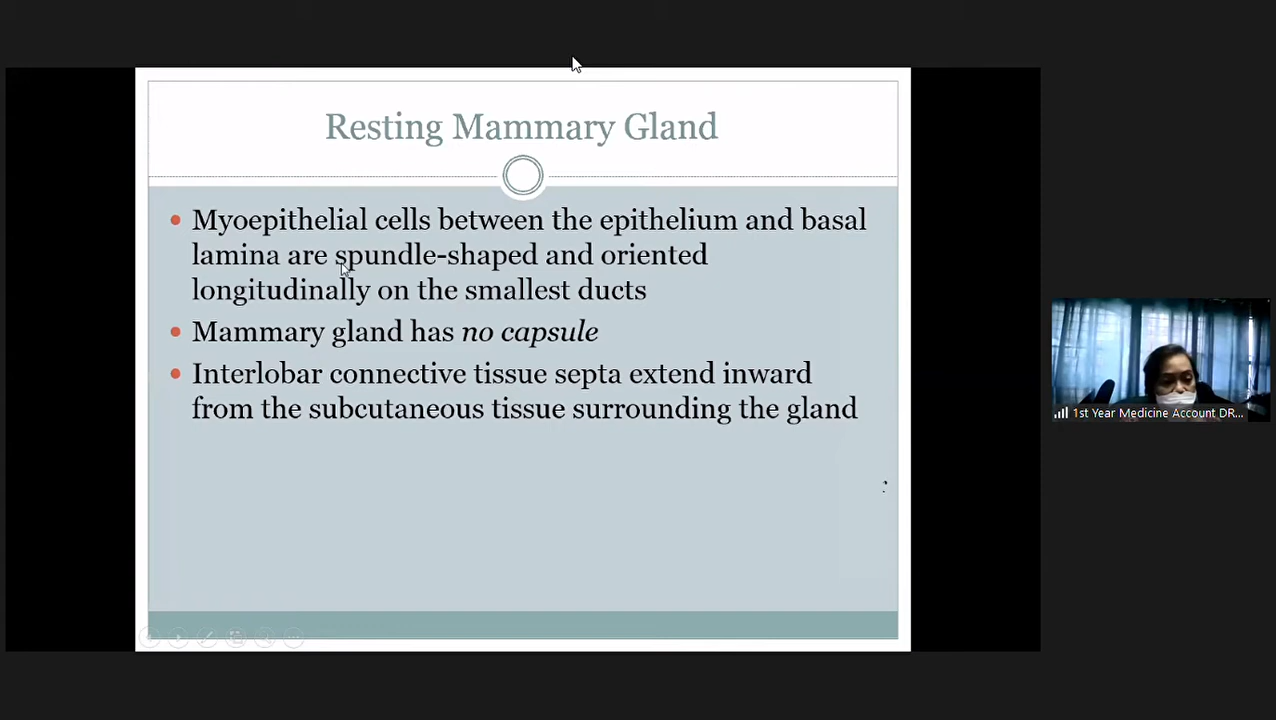 Resting Mammary Gland
Myoepithelial cells between the epithelium and basal
lamina are spundle-shaped and oriented
longitudinally on the smallest ducts
Mammary gland has no capsule
Interlobar connective tissue septa extend inward
from the subcutaneous tissue surrounding the gland
1st Year Medicine Account DR...